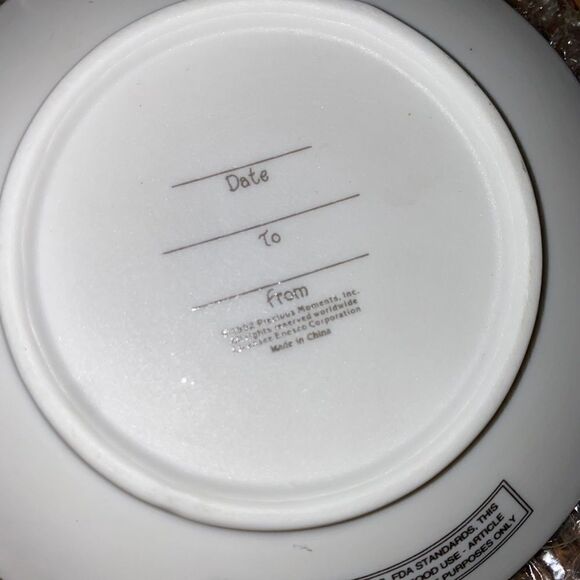 Date
To
From
Precious Moments, Inc.
rights reserved worldwide
Enesco Corporation
Made in China
FDA STANDARDS, THIS
FOOD USE - ARTICLE
PURPOSES ONLY